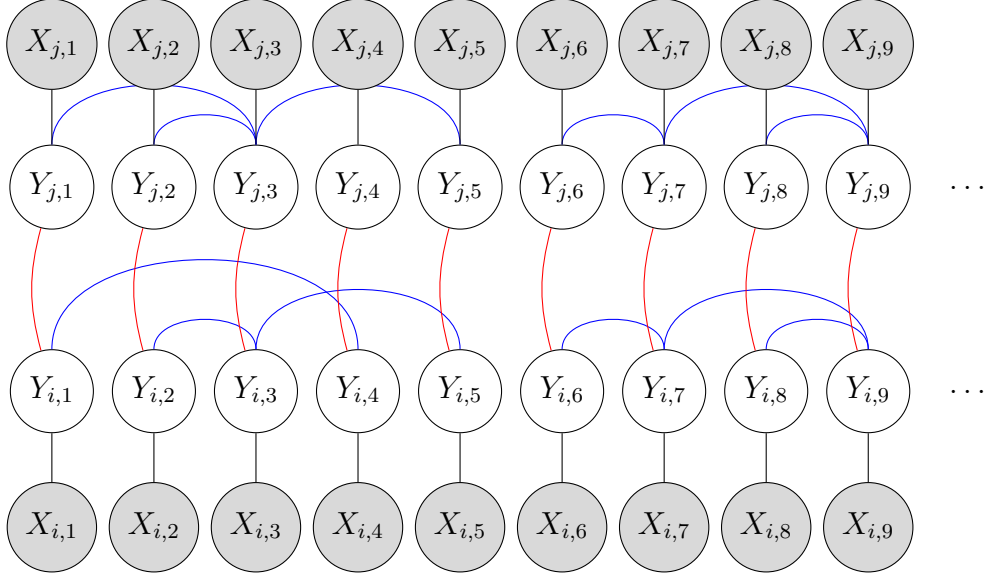 X_{j,1} X_{j,2} X_{j,3} X_{j,4} X_{j,5} X_{j,6} X_{j,7} X_{j,8} X_{j,9}
Y_{j,1} Y_{j,2} Y_{j,3} Y_{j,4} Y_{j,5} Y_{j,6} Y_{j,7} Y_{j,8} Y_{j,9} ...
Y_{i,1} Y_{i,2} Y_{i,3} Y_{i,4} Y_{i,5} Y_{i,6} Y_{i,7} Y_{i,8} Y_{i,9} ...
X_{i,1} X_{i,2} X_{i,3} X_{i,4} X_{i,5} X_{i,6} X_{i,7} X_{i,8} X_{i,9}